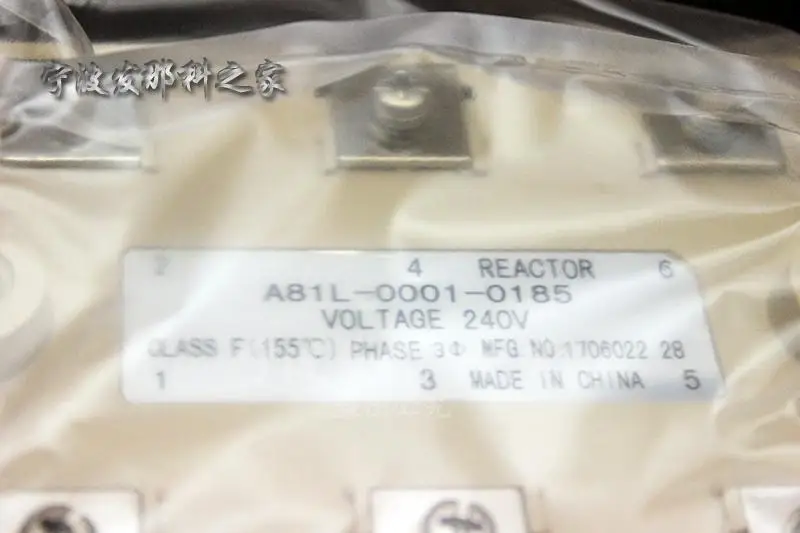 宁波发那科之家
2 4 REACTOR 6
A81L-0001-0185
VOLTAGE 240V
CLASS F(155℃) PHASE 3Φ MFG.NO.1706022 28
1 3 MADE IN CHINA 5